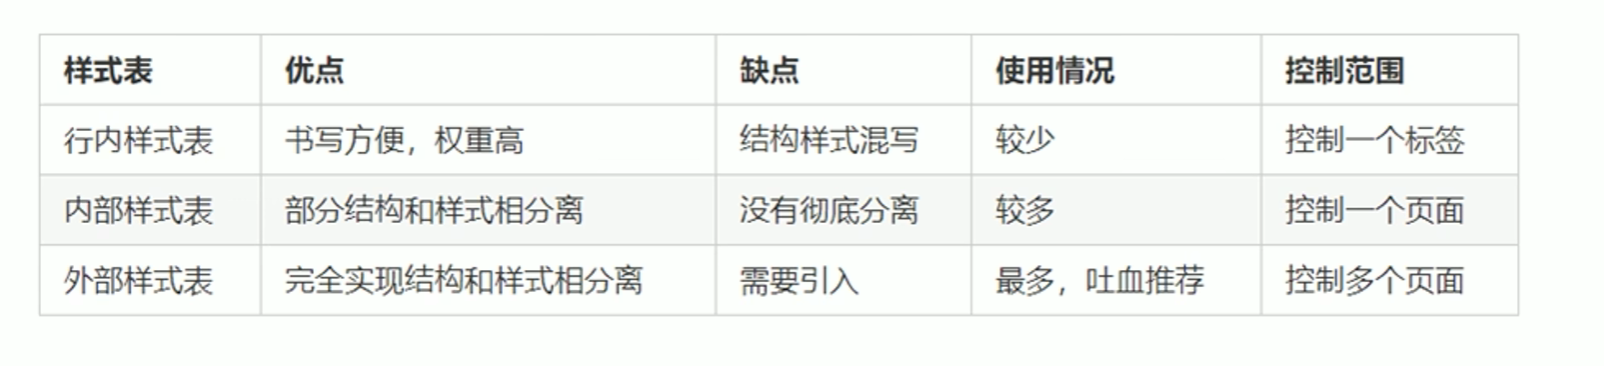 样式表 优点 缺点 使用情况 控制范围
行内样式表 书写方便，权重高 结构样式混写 较少 控制一个标签
内部样式表 部分结构和样式相分离 没有彻底分离 较多 控制一个页面
外部样式表 完全实现结构和样式相分离 需要引入 最多，吐血推荐 控制多个页面